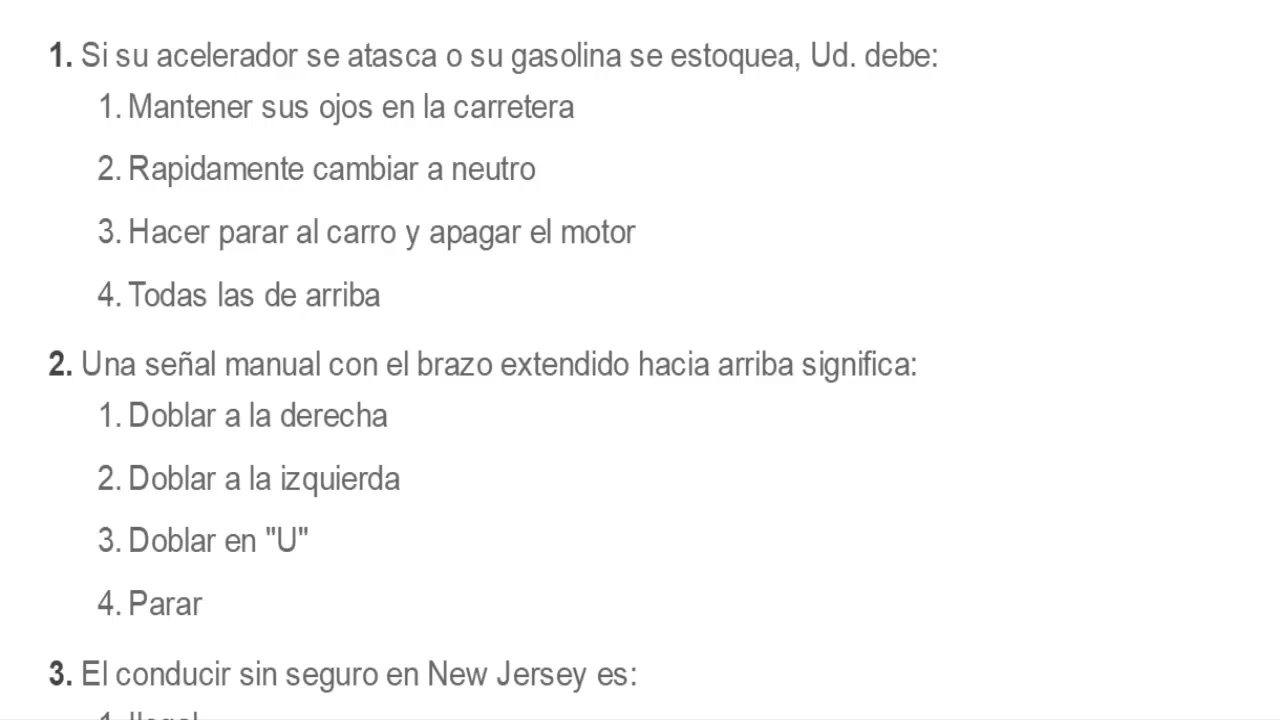 1. Si su acelerador se atasca o su gasolina se estoquea, Ud. debe:
1. Mantener sus ojos en la carretera
2. Rapidamente cambiar a neutro
3. Hacer parar al carro y apagar el motor
4. Todas las de arriba
2. Una señal manual con el brazo extendido hacia arriba significa:
1. Doblar a la derecha
2. Doblar a la izquierda
3. Doblar en "U"
4. Parar
3. El conducir sin seguro en New Jersey es:
1. Ilegal